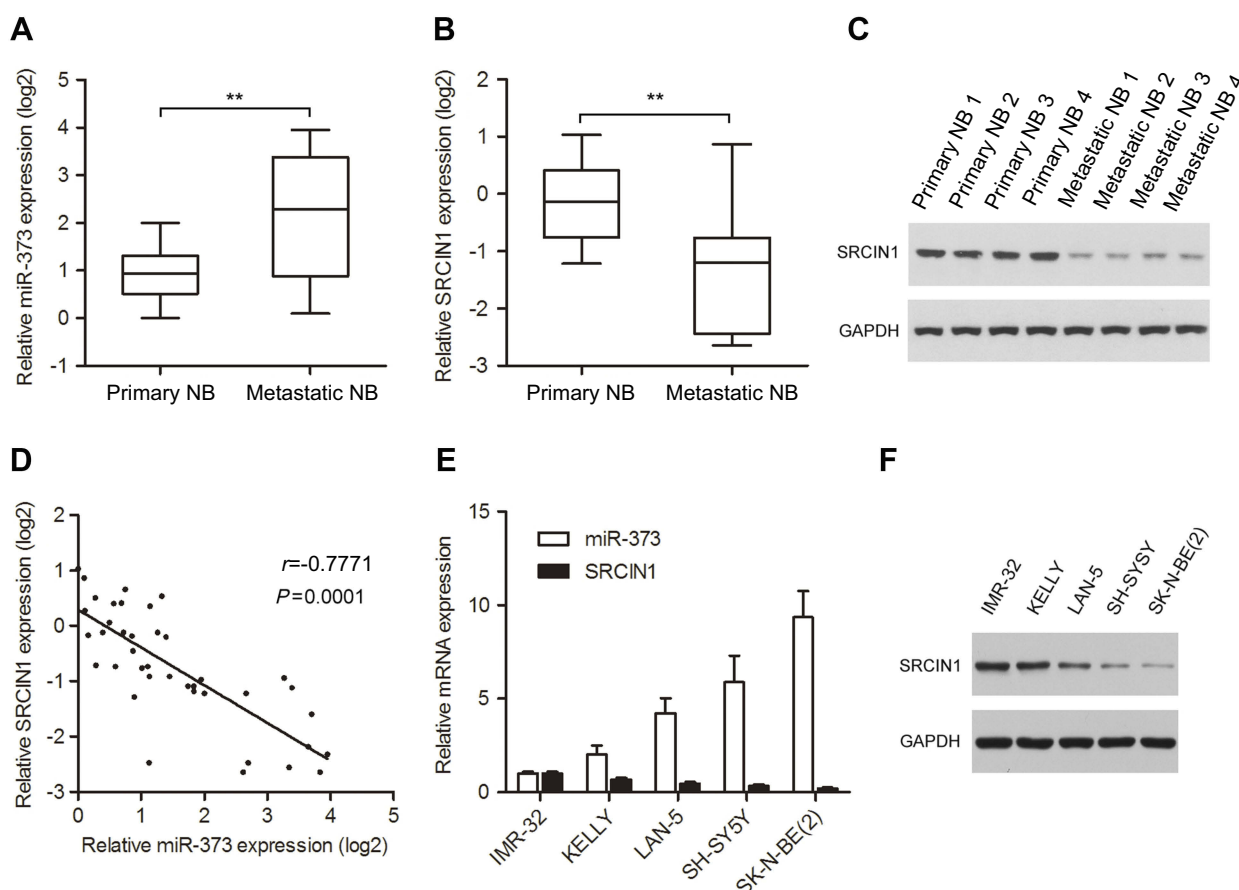 A
Relative miR-373 expression (log2)
5
4
3
2
1
0
-1
**
Primary NB
Metastatic NB
B
Relative SRCIN1 expression (log2)
2
1
0
-1
-2
-3
**
Primary NB
Metastatic NB
C
Primary NB 1
Primary NB 2
Primary NB 3
Primary NB 4
Metastatic NB 1
Metastatic NB 2
Metastatic NB 3
Metastatic NB 4
SRCIN1
GAPDH
D
Relative SRCIN1 expression (log2)
2
1
0
-1
-2
-3
r=-0.7771
P=0.0001
0
1
2
3
4
5
Relative miR-373 expression (log2)
E
Relative mRNA expression
15
10
5
0
miR-373
SRCIN1
IMR-32
KELLY
LAN-5
SH-SY5Y
SK-N-BE(2)
F
IMR-32
KELLY
LAN-5
SH-SYSY
SK-N-BE(2)
SRCIN1
GAPDH